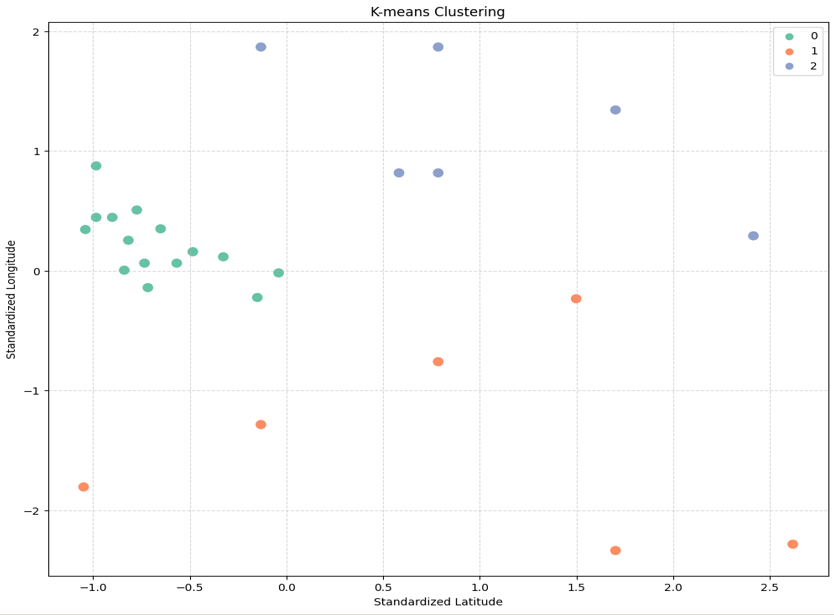 K-means Clustering
0
1
2
2
1
0
−1
−2
Standardized Longitude
−1.0 −0.5 0.0 0.5 1.0 1.5 2.0 2.5
Standardized Latitude